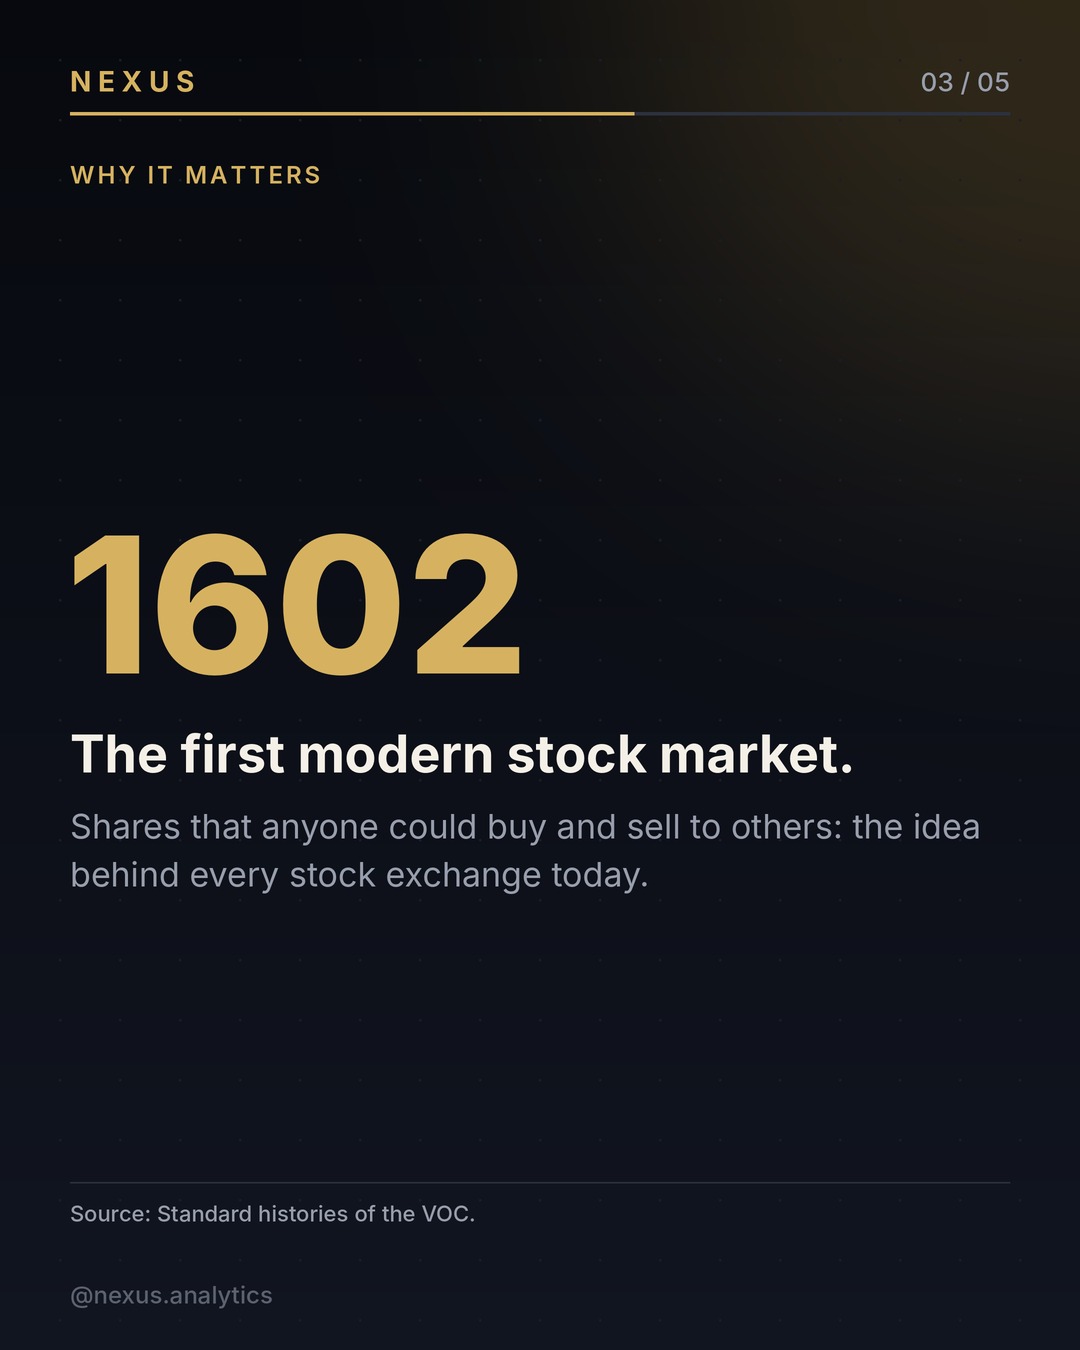 NEXUS
03 / 05
WHY IT MATTERS
1602
The first modern stock market.
Shares that anyone could buy and sell to others: the idea
behind every stock exchange today.
Source: Standard histories of the VOC.
@nexus.analytics